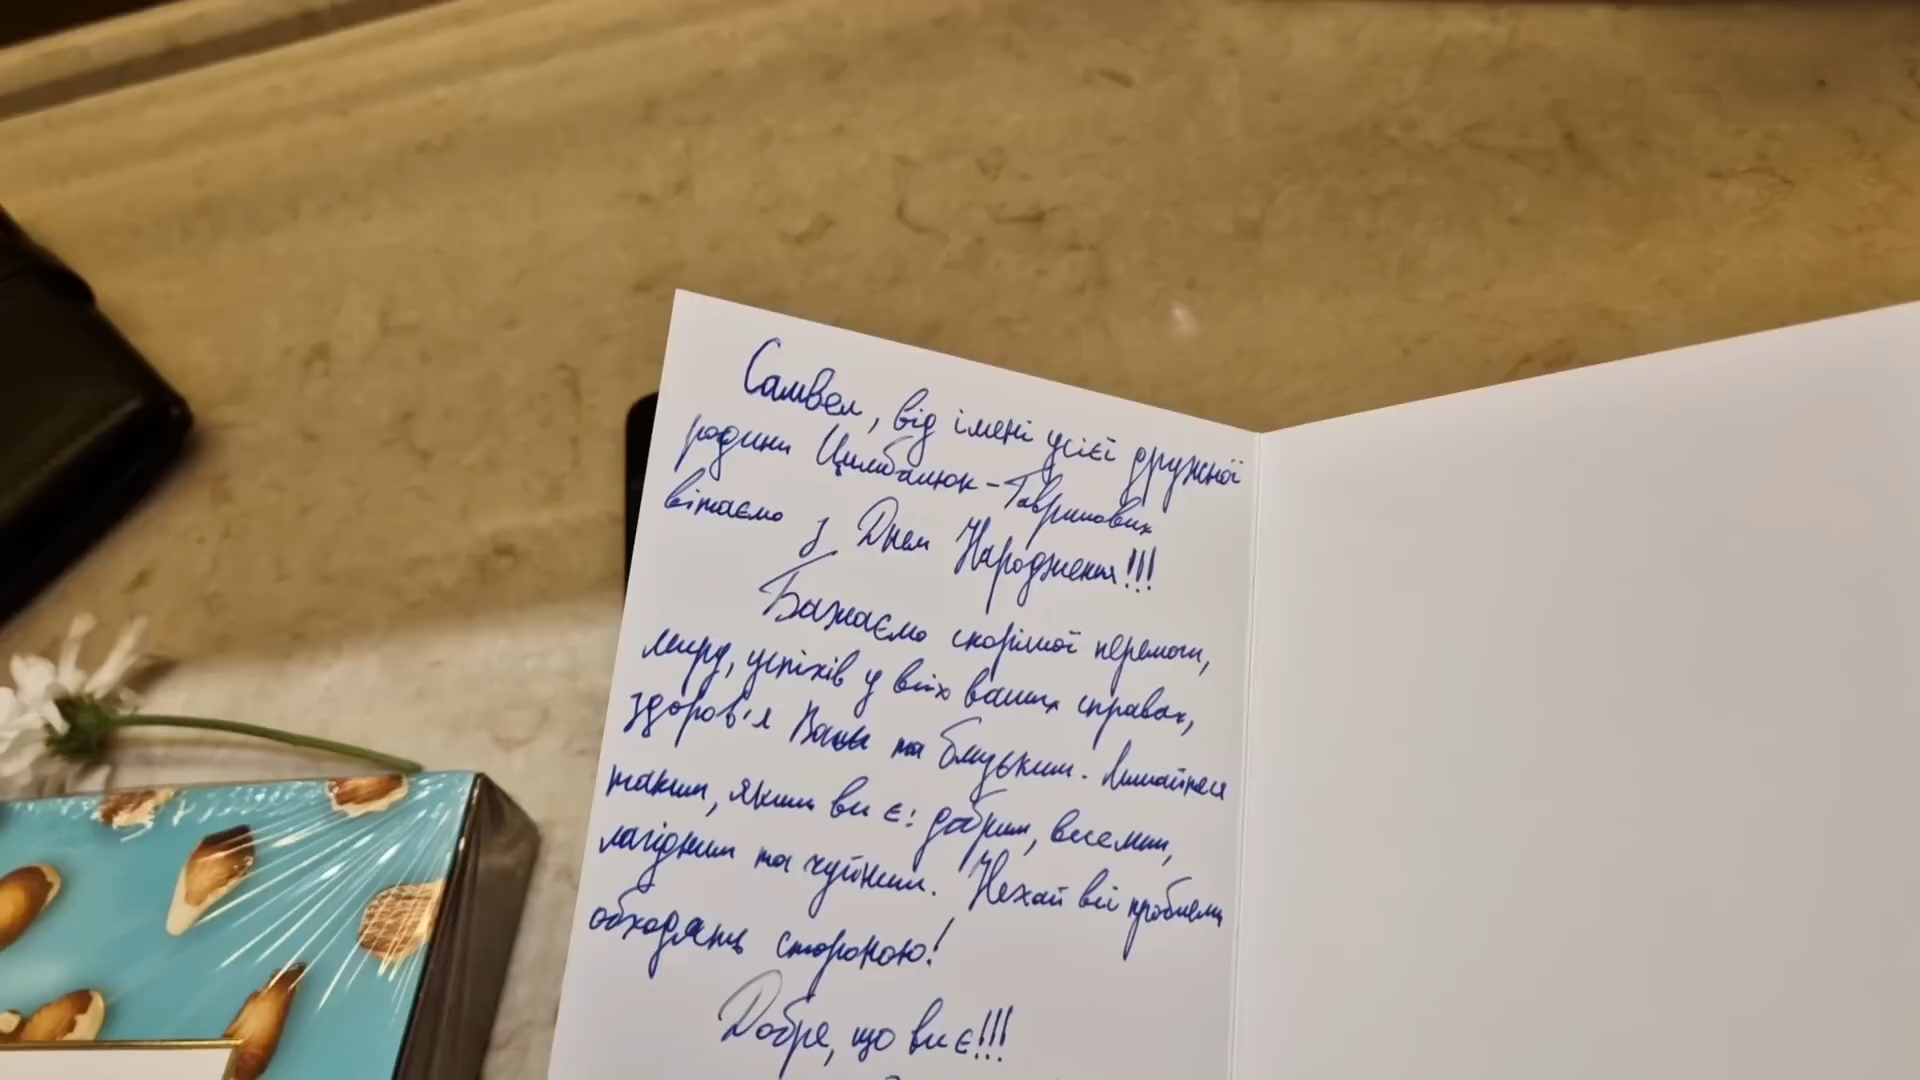 Самвел, від імені усієї дружної
родини Цимбалюк-Гавринових
вітаємо з Днем Народження!!!
Бажаємо скорішої перемоги,
миру, успіхів у всіх ваших справах,
здоров'я Вам та близьким. Лишайтеся
таким, яким ви є: добрим, веселим,
лагідним та чуйним. Нехай всі проблеми
обходять стороною!
Добре, що ви є!!!